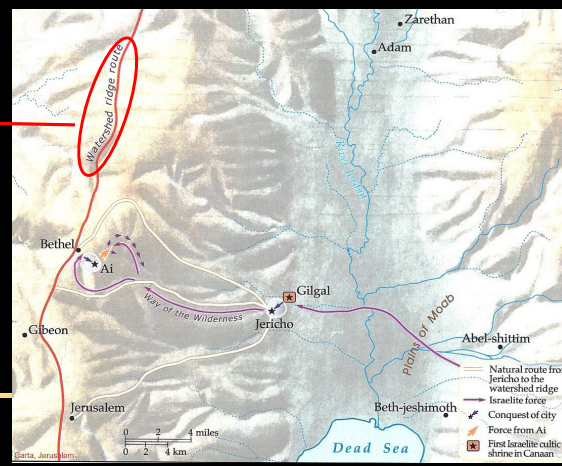 Zarethan
Adam
Watershed ridge route
River Jordan
Bethel
Ai
Gilgal
Way of the Wilderness
Jericho
Plains of Moab
Gibeon
Abel-shittim
Jerusalem
Beth-jeshimoth
Dead Sea
0 2 4 miles
0 2 4 km
Natural route from
Jericho to the
watershed ridge
Israelite force
Conquest of city
Force from Ai
First Israelite cultic
shrine in Canaan
Carta, Jerusalem